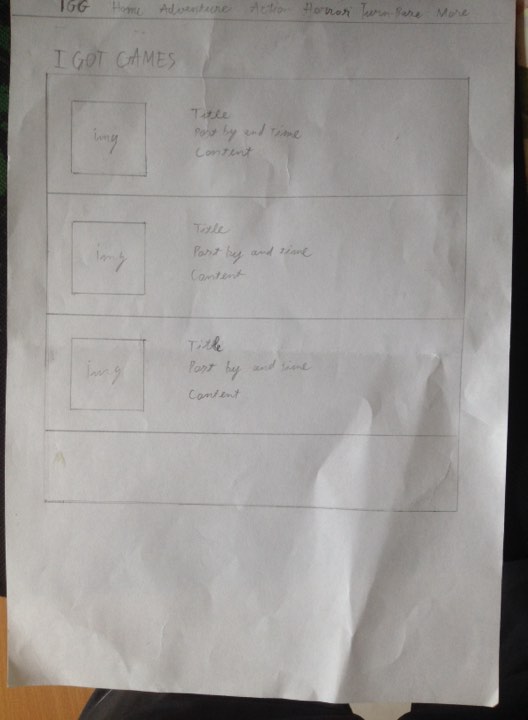 IGG Home Adventure Action Horror Turn-Base More
I GOT GAMES
img
Title
Post by and time
Content
img
Title
Post by and time
Content
img
Title
Post by and time
Content